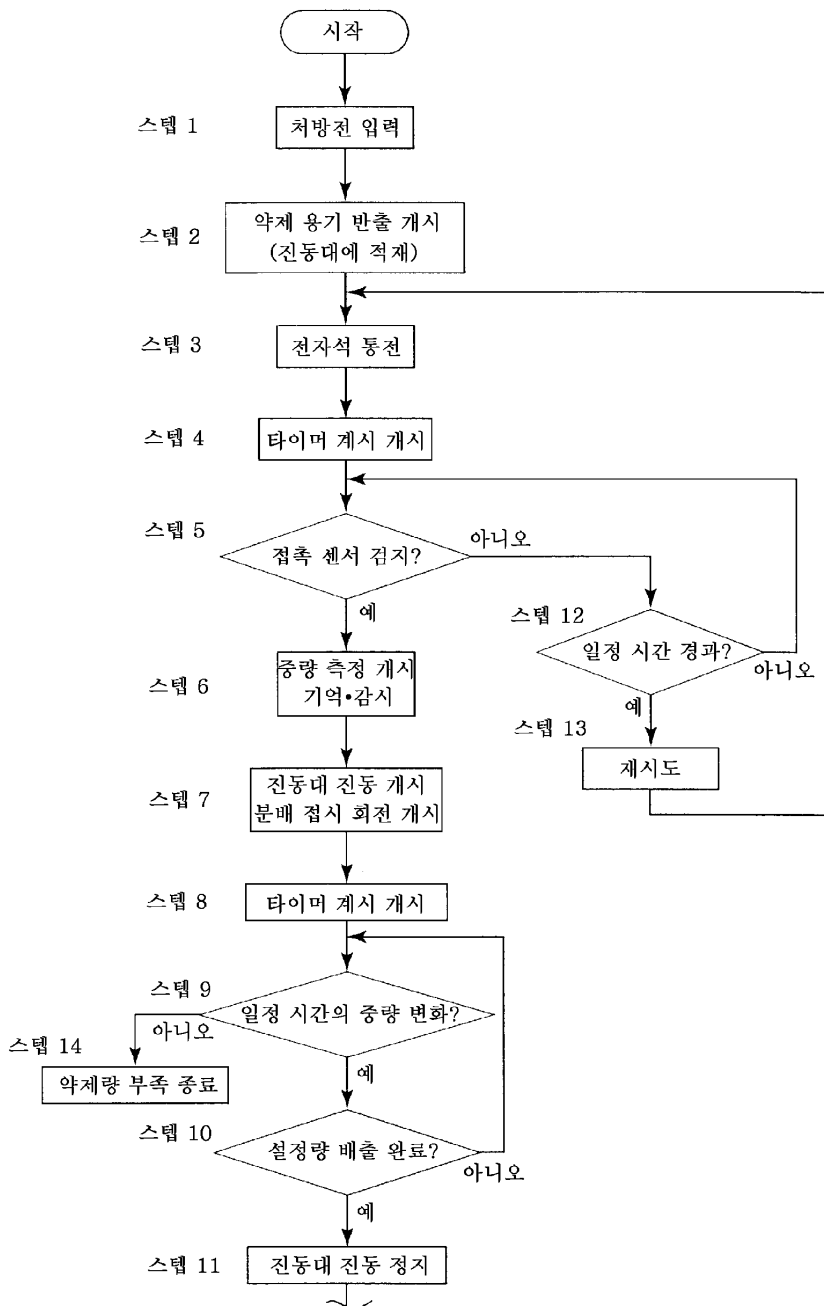 시작
스텝 1
처방전 입력
스텝 2
약제 용기 반출 개시
(진동대에 적재)
스텝 3
전자석 통전
스텝 4
타이머 계시 개시
스텝 5
접촉 센서 검지?
아니오
예
스텝 12
일정 시간 경과?
아니오
예
스텝 6
중량 측정 개시
기억•감시
스텝 13
재시도
스텝 7
진동대 진동 개시
분배 접시 회전 개시
스텝 8
타이머 계시 개시
스텝 9
일정 시간의 중량 변화?
아니오
예
스텝 14
약제량 부족 종료
스텝 10
설정량 배출 완료?
아니오
예
스텝 11
진동대 진동 정지